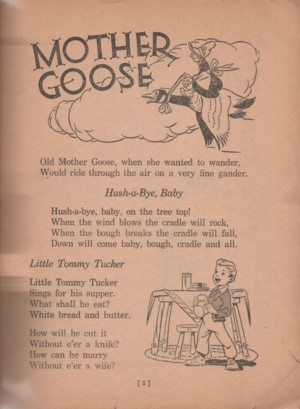 MOTHER
GOOSE
Old Mother Goose, when she wanted to wander,
Would ride through the air on a very fine gander.
Hush-a-Bye, Baby
Hush-a-bye, baby, on the tree top!
When the wind blows the cradle will rock,
When the bough breaks the cradle will fall,
Down will come baby, bough, cradle and all.
Little Tommy Tucker
Little Tommy Tucker
Sings for his supper.
What shall he eat?
White bread and butter.
How will he cut it
Without e'er a knife?
How can he marry
Without e'er a wife?
[3]